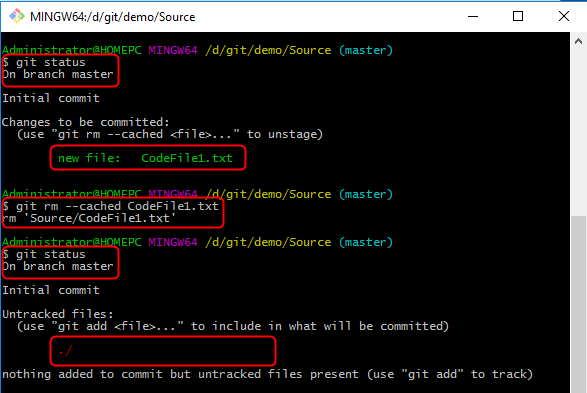 MINGW64:/d/git/demo/Source
Administrator@HOMEPC MINGW64 /d/git/demo/Source (master)
$ git status
On branch master
Initial commit
Changes to be committed:
(use "git rm --cached <file>..." to unstage)
new file:   CodeFile1.txt
Administrator@HOMEPC MINGW64 /d/git/demo/Source (master)
$ git rm --cached CodeFile1.txt
rm 'Source/CodeFile1.txt'
Administrator@HOMEPC MINGW64 /d/git/demo/Source (master)
$ git status
On branch master
Initial commit
Untracked files:
(use "git add <file>..." to include in what will be committed)
./
nothing added to commit but untracked files present (use "git add" to track)